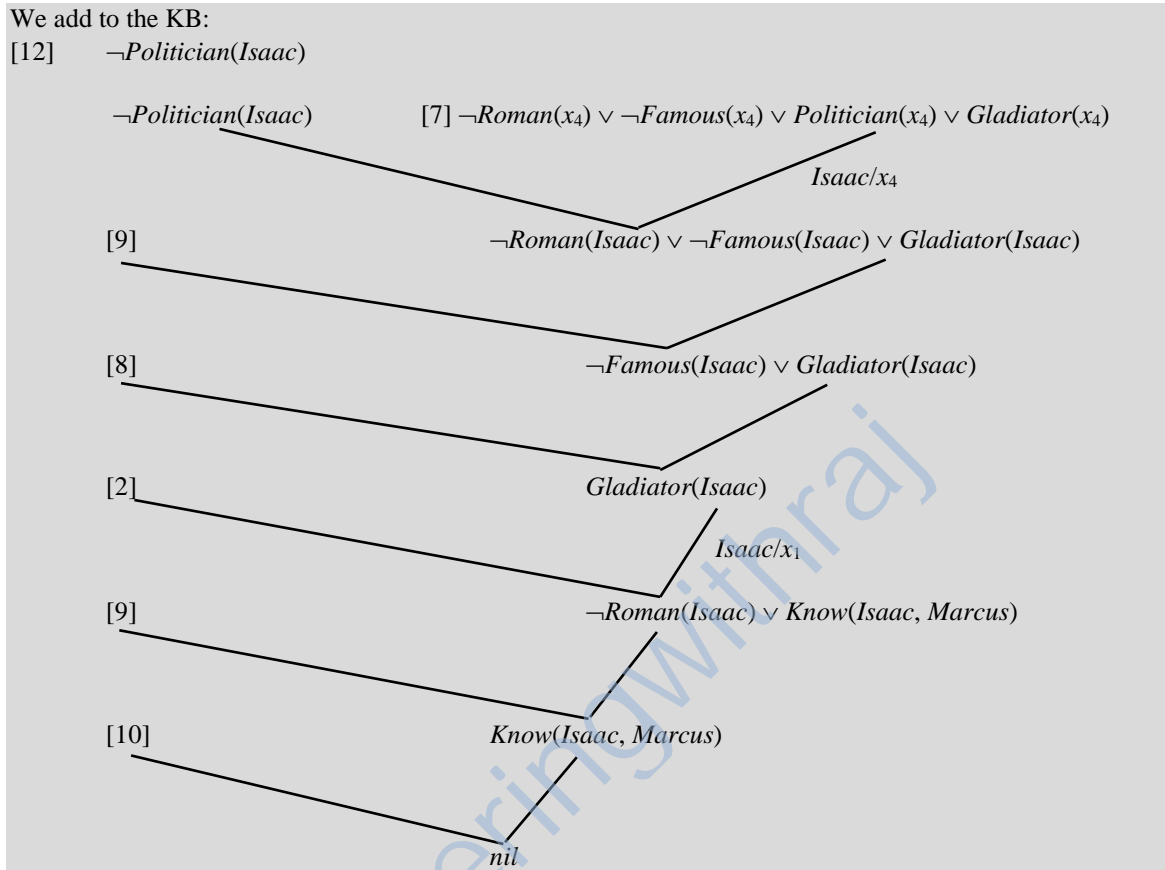 We add to the KB:
[12] ¬Politician(Isaac)
¬Politician(Isaac) [7] ¬Roman(x₄) ∨ ¬Famous(x₄) ∨ Politician(x₄) ∨ Gladiator(x₄)
Isaac/x₄
[9] ¬Roman(Isaac) ∨ ¬Famous(Isaac) ∨ Gladiator(Isaac)
[8] ¬Famous(Isaac) ∨ Gladiator(Isaac)
[2] Gladiator(Isaac)
Isaac/x₁
[9] ¬Roman(Isaac) ∨ Know(Isaac, Marcus)
[10] Know(Isaac, Marcus)
nil
eringwithraj